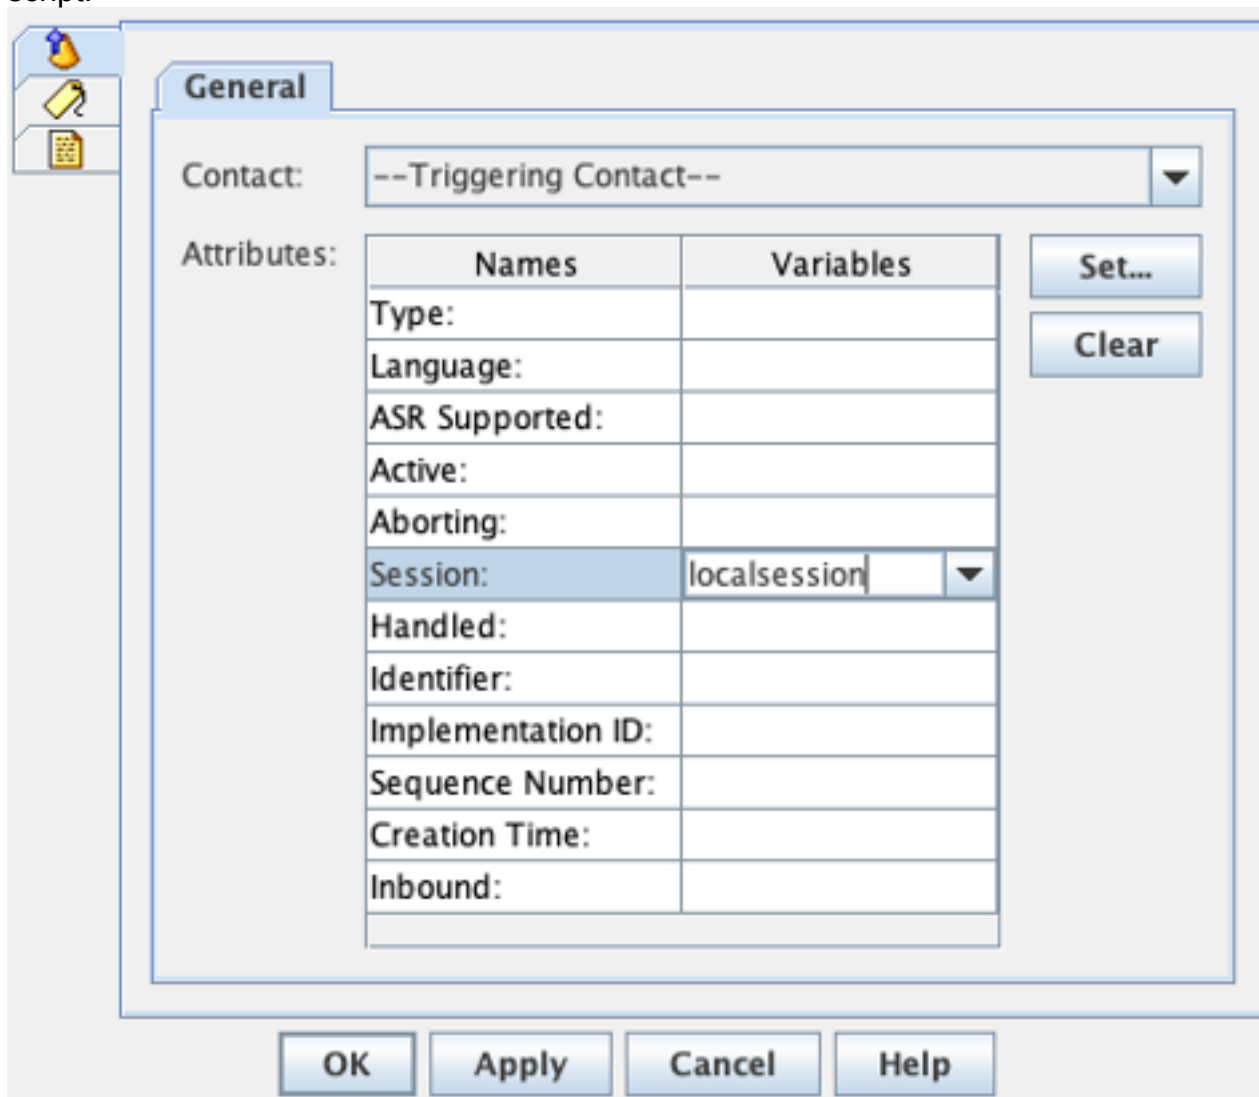 script.
General
Contact: --Triggering Contact--
Attributes:
Names Variables
Set...
Type:
Clear
Language:
ASR Supported:
Active:
Aborting:
Session: localsession
Handled:
Identifier:
Implementation ID:
Sequence Number:
Creation Time:
Inbound:
OK Apply Cancel Help